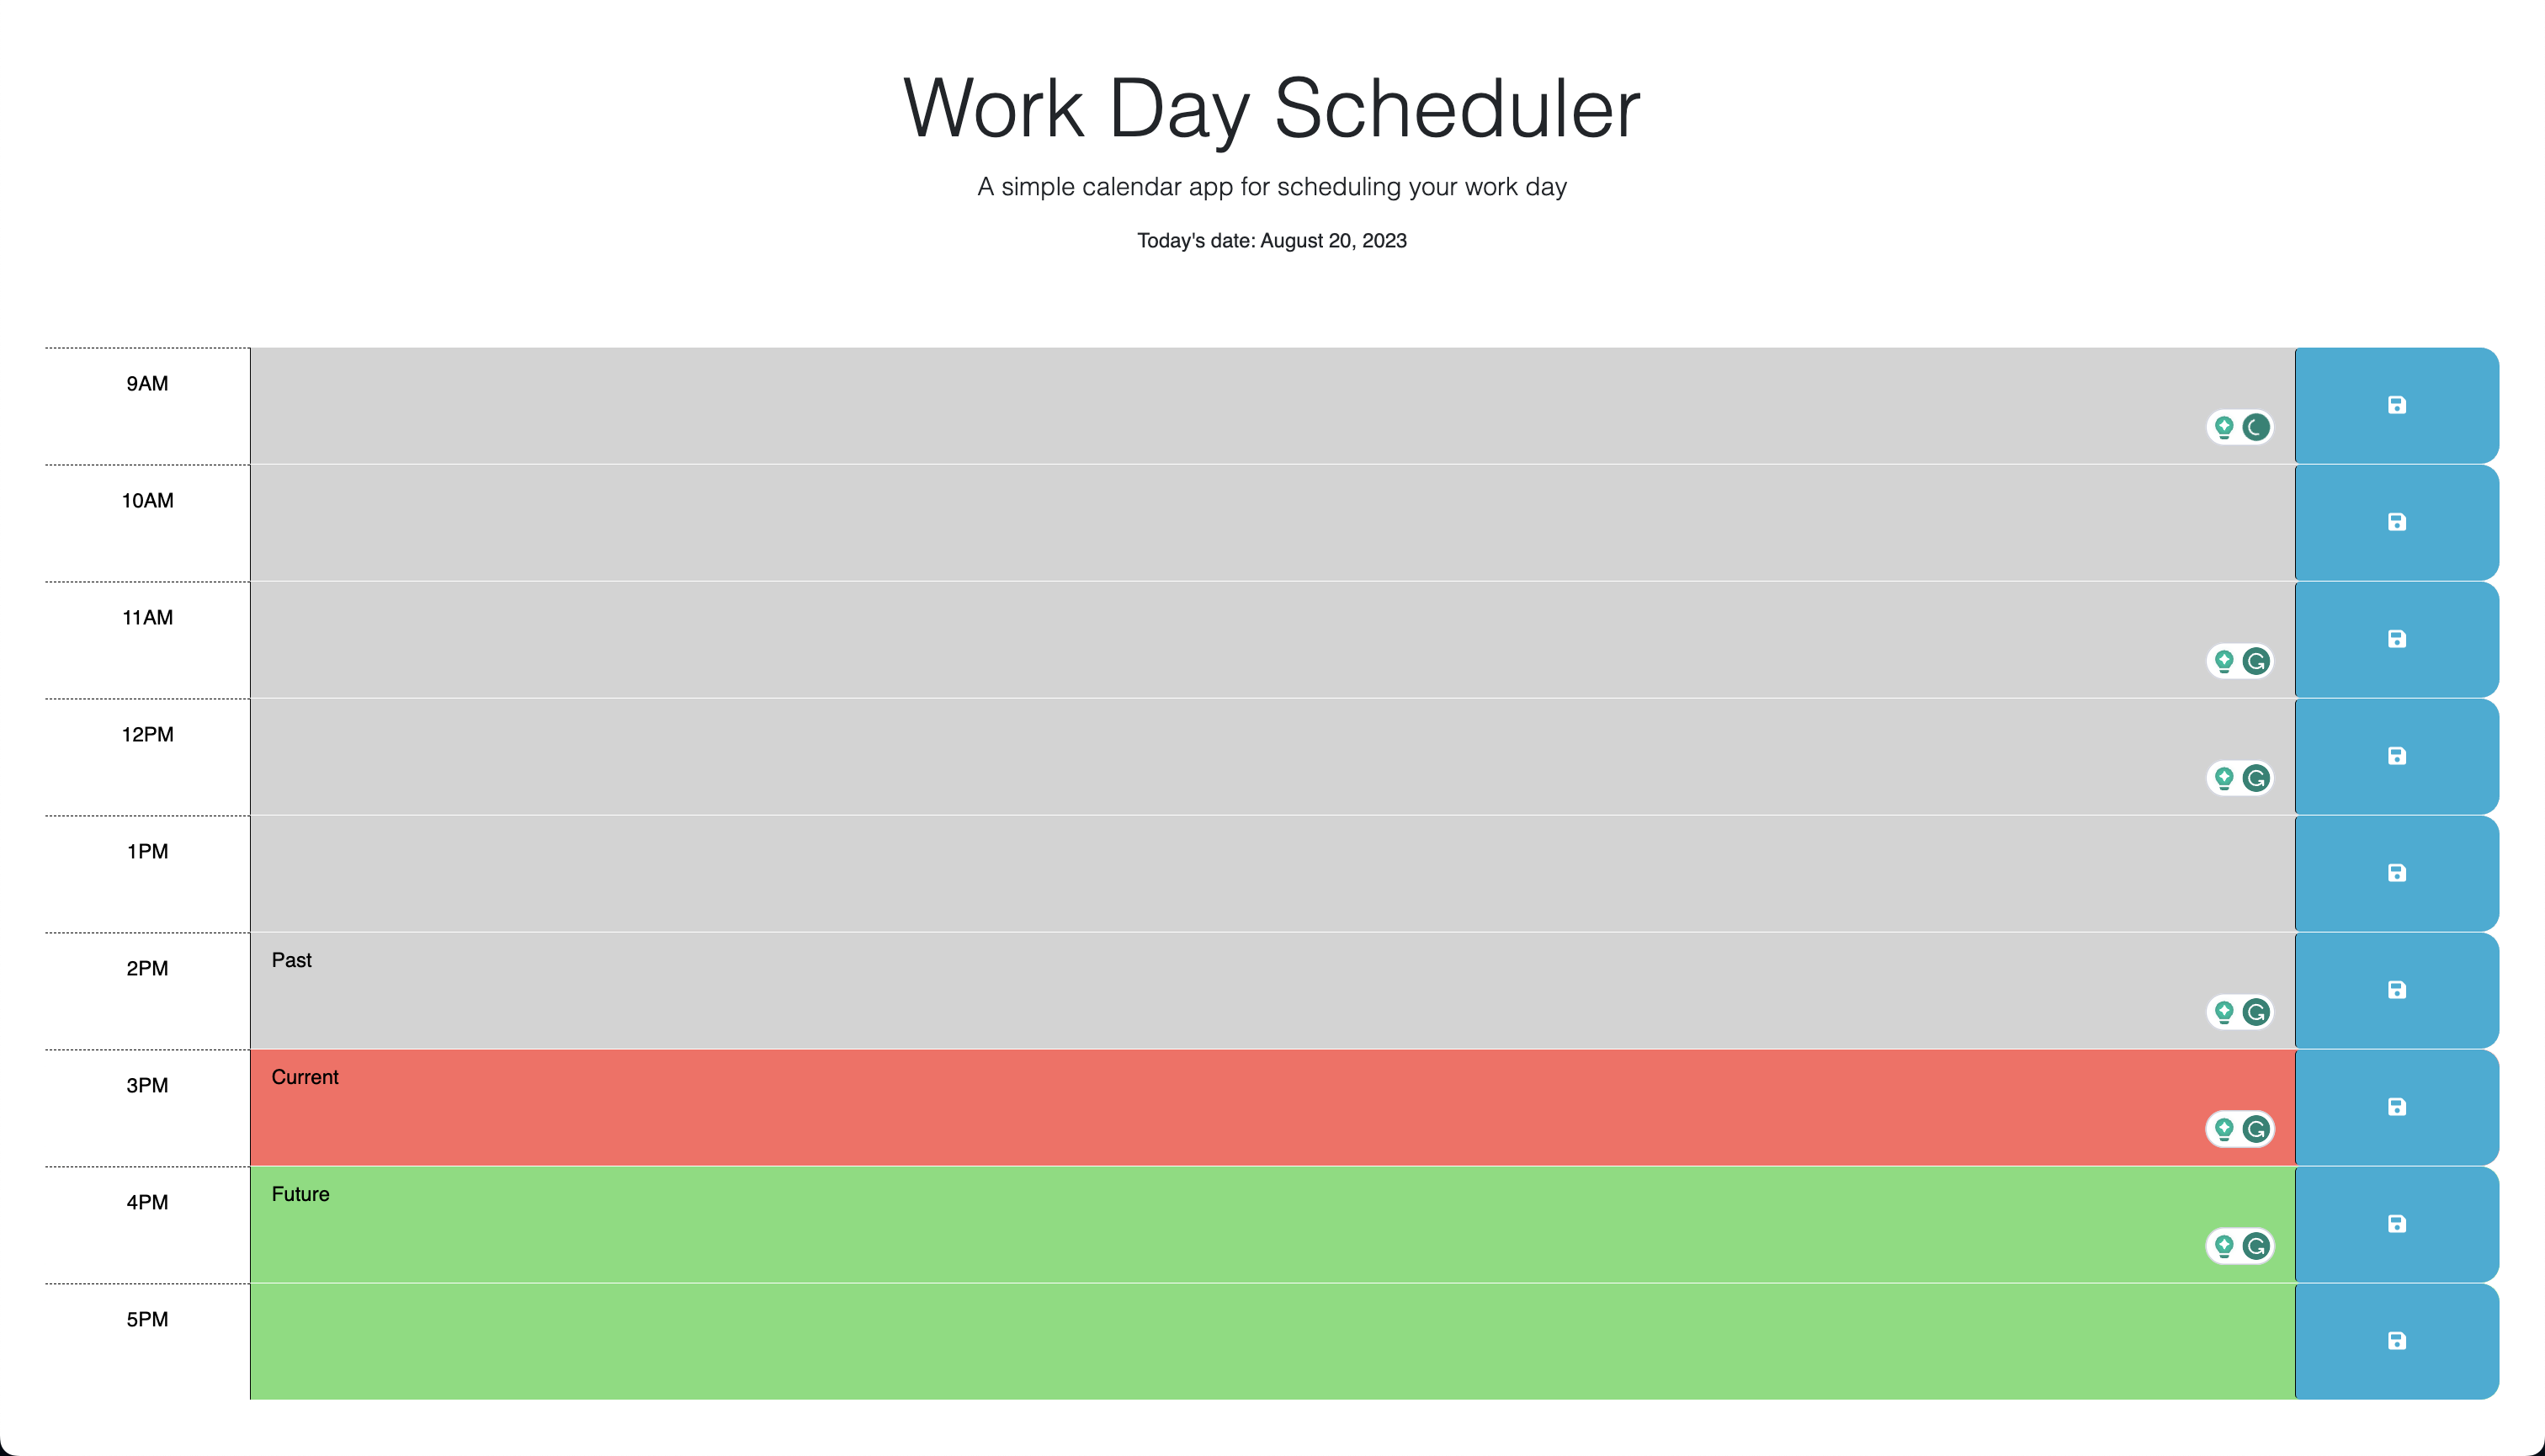 Work Day Scheduler
A simple calendar app for scheduling your work day
Today's date: August 20, 2023
9AM
10AM
11AM
12PM
1PM
2PM Past
3PM Current
4PM Future
5PM